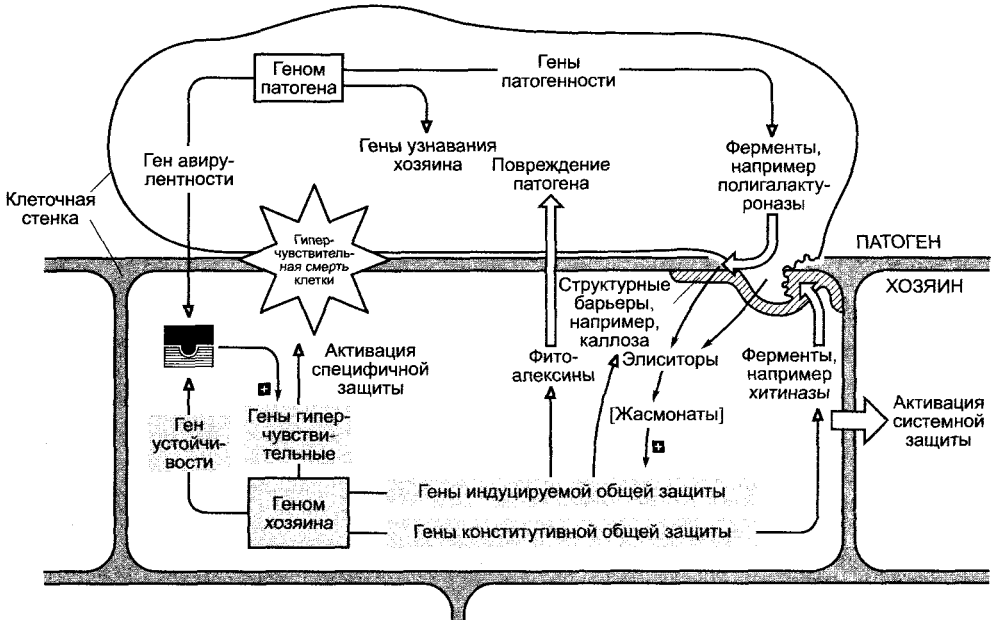 Геном
патогена
Гены
патогенности
Гены узнавания
хозяина
Ген авиру-
лентности
Клеточная
стенка
Повреждение
патогена
Ферменты,
например
полигалакту-
роназы
Гипер-
чувствитель-
ная смерть
клетки
ПАТОГЕН
ХОЗЯИН
Структурные
барьеры,
например,
каллоза
Активация
специфичной
защиты
Фито-
алексины
Элиситоры
Ферменты,
например
хитиназы
[Жасмонаты]
Активация
системной
защиты
+
+
Ген
устойчи-
вости
Гены гипер-
чувстви-
тельные
Геном
хозяина
Гены индуцируемой общей защиты
Гены конститутивной общей защиты